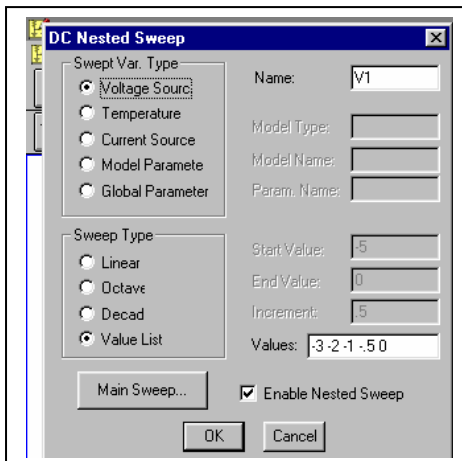 DC Nested Sweep
Swept Var. Type
Voltage Sourc
Temperature
Current Source
Model Paramete
Global Parameter
Name: V1
Model Type:
Model Name:
Param. Name:
Sweep Type
Linear
Octave
Decad
Value List
Start Value: -5
End Value: 0
Increment: .5
Values: -3 -2 -1 -.5 0
Main Sweep...
Enable Nested Sweep
OK
Cancel